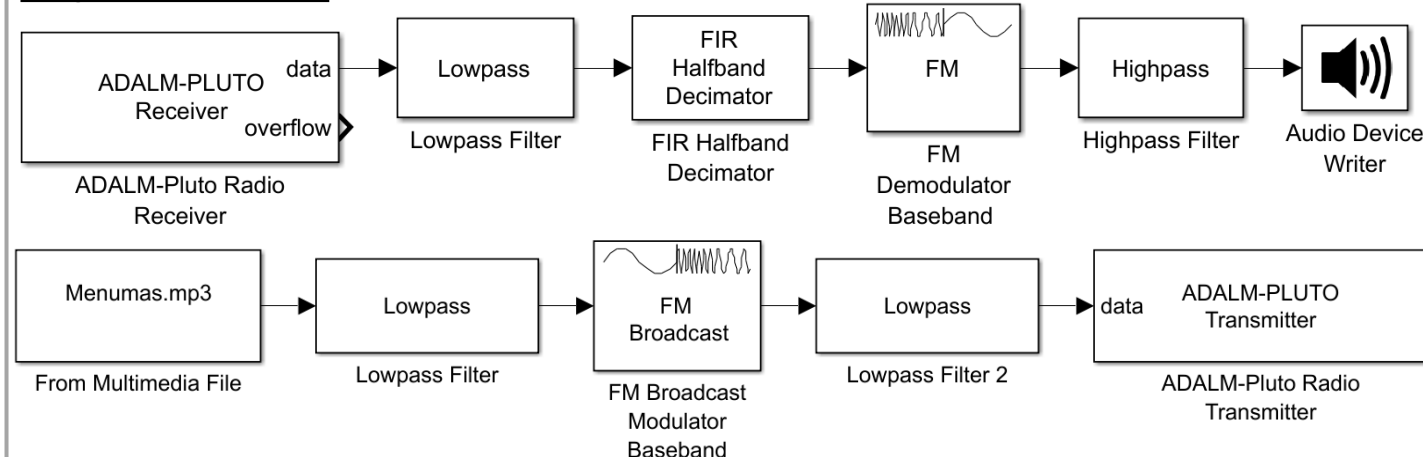 ADALM-PLUTO
Receiver
data
overflow
ADALM-Pluto Radio
Receiver
Lowpass
Lowpass Filter
FIR
Halfband
Decimator
FIR Halfband
Decimator
FM
FM
Demodulator
Baseband
Highpass
Highpass Filter
Audio Device
Writer
Menumas.mp3
From Multimedia File
Lowpass
Lowpass Filter
FM
Broadcast
FM Broadcast
Modulator
Baseband
Lowpass
Lowpass Filter 2
data
ADALM-PLUTO
Transmitter
ADALM-Pluto Radio
Transmitter